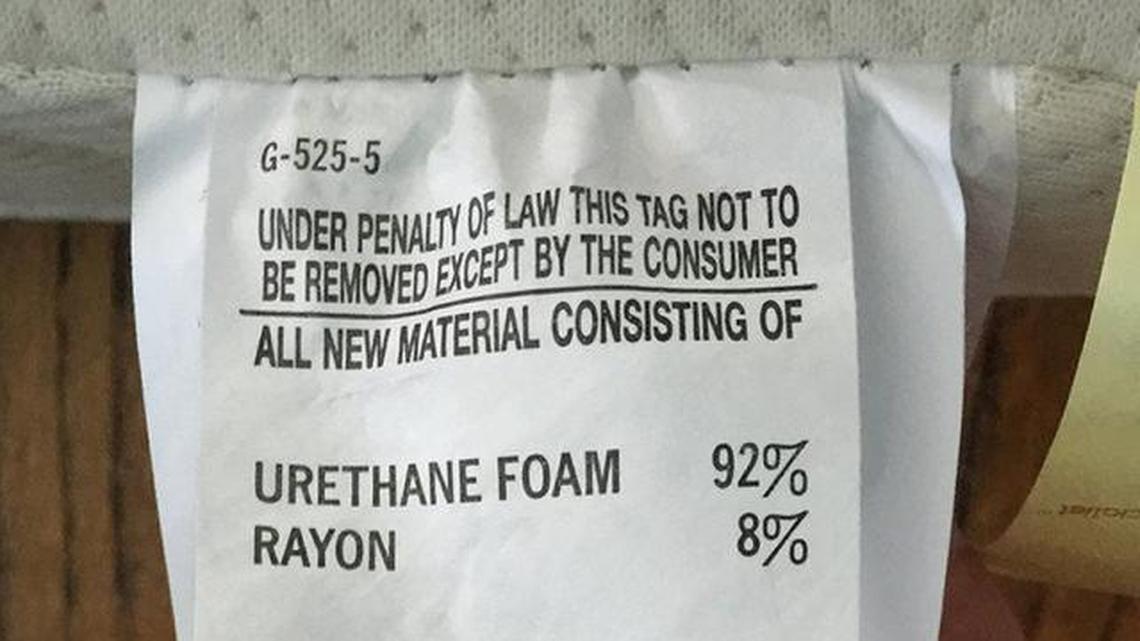 G-525-5
UNDER PENALTY OF LAW THIS TAG NOT TO
BE REMOVED EXCEPT BY THE CONSUMER
ALL NEW MATERIAL CONSISTING OF
URETHANE FOAM 92%
RAYON 8%